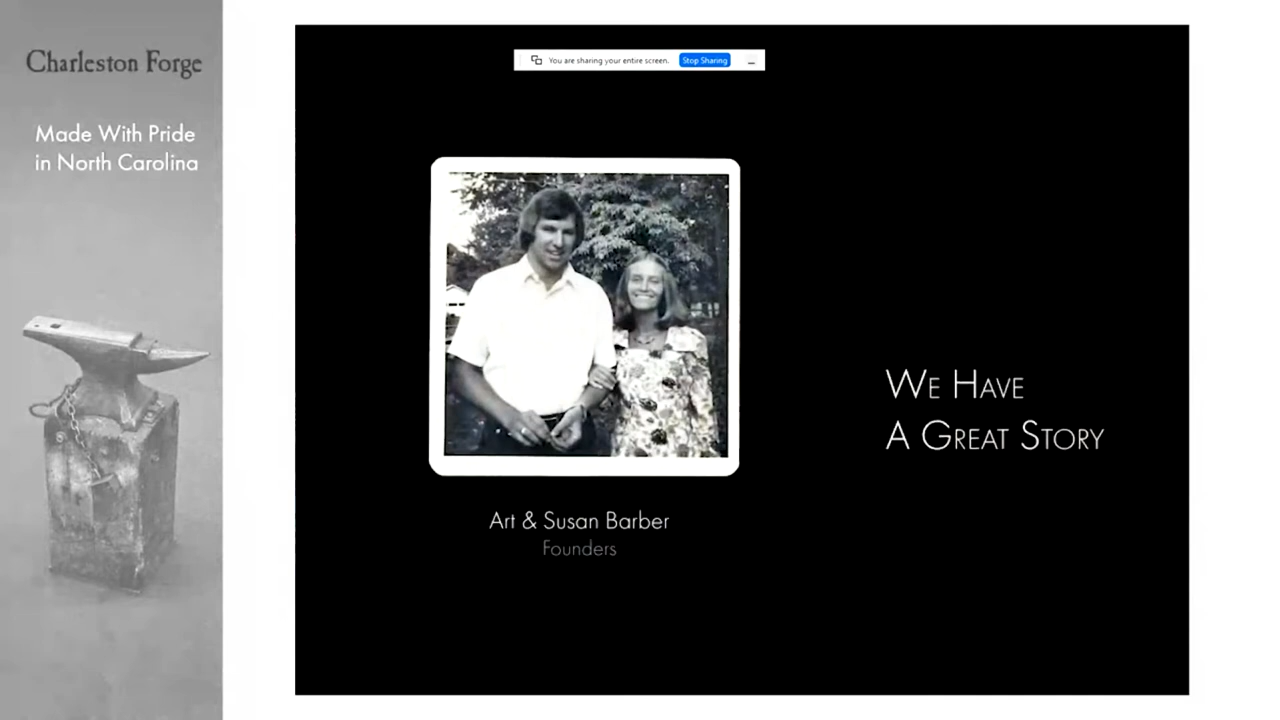 Charleston Forge
Made With Pride
in North Carolina
You are sharing your entire screen. Stop Sharing
We Have
A Great Story
Art & Susan Barber
Founders